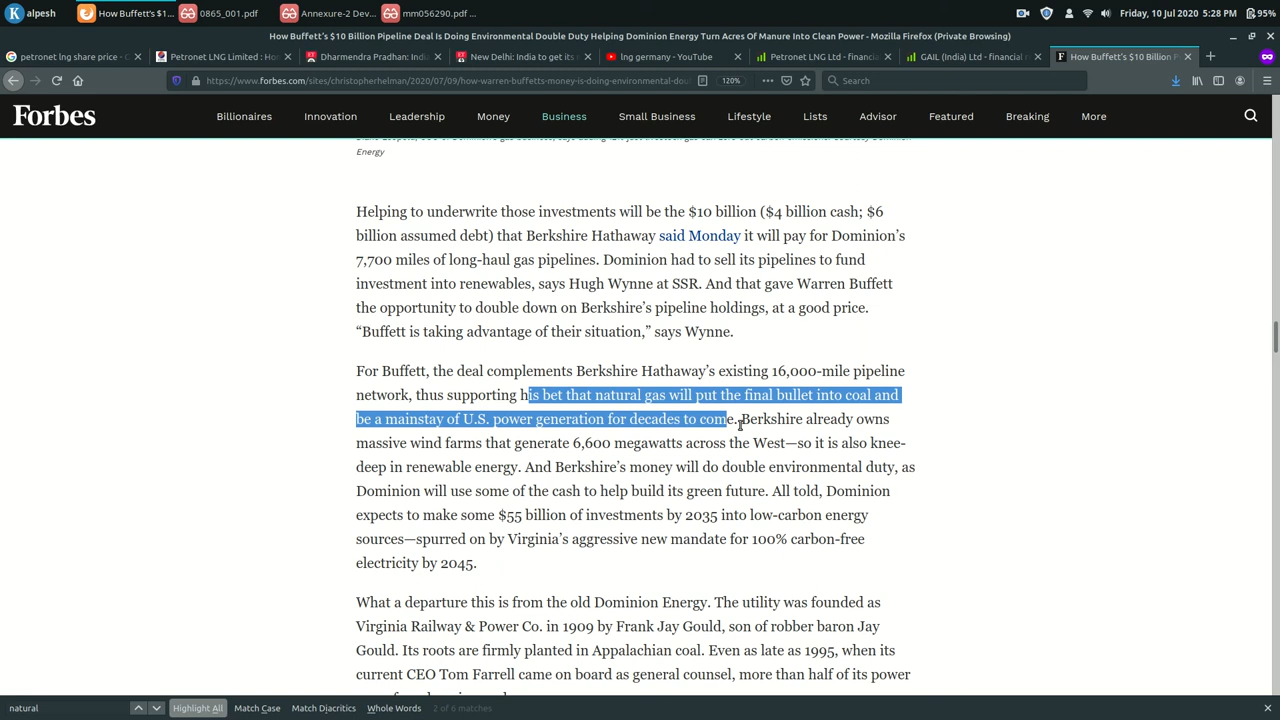 alpesh
How Buffett's $1...
0865_001.pdf
Annexure-2 Dev...
mm056290.pdf ...
Friday, 10 Jul 2020
5:28 PM
95%
How Buffett's $10 Billion Pipeline Deal Is Doing Environmental Double Duty Helping Dominion Energy Turn Acres Of Manure Into Clean Power - Mozilla Firefox (Private Browsing)
petronet lng share price - G
Petronet LNG Limited : Ho
Dharmendra Pradhan: Indi
New Delhi: India to get its
lng germany - YouTube
Petronet LNG Ltd - financia
GAIL (India) Ltd - financial r
How Buffett's $10 Billion P
https://www.forbes.com/sites/christopherhelman/2020/07/09/how-warren-buffetts-money-is-doing-environmental-dou
120%
Search
Forbes
Billionaires
Innovation
Leadership
Money
Business
Small Business
Lifestyle
Lists
Advisor
Featured
Breaking
More
Energy
Helping to underwrite those investments will be the $10 billion ($4 billion cash; $6
billion assumed debt) that Berkshire Hathaway said Monday it will pay for Dominion's
7,700 miles of long-haul gas pipelines. Dominion had to sell its pipelines to fund
investment into renewables, says Hugh Wynne at SSR. And that gave Warren Buffett
the opportunity to double down on Berkshire's pipeline holdings, at a good price.
“Buffett is taking advantage of their situation,” says Wynne.
For Buffett, the deal complements Berkshire Hathaway's existing 16,000-mile pipeline
network, thus supporting his bet that natural gas will put the final bullet into coal and
be a mainstay of U.S. power generation for decades to come. Berkshire already owns
massive wind farms that generate 6,600 megawatts across the West—so it is also knee-
deep in renewable energy. And Berkshire's money will do double environmental duty, as
Dominion will use some of the cash to help build its green future. All told, Dominion
expects to make some $55 billion of investments by 2035 into low-carbon energy
sources—spurred on by Virginia's aggressive new mandate for 100% carbon-free
electricity by 2045.
What a departure this is from the old Dominion Energy. The utility was founded as
Virginia Railway & Power Co. in 1909 by Frank Jay Gould, son of robber baron Jay
Gould. Its roots are firmly planted in Appalachian coal. Even as late as 1995, when its
current CEO Tom Farrell came on board as general counsel, more than half of its power
natural
Highlight All
Match Case
Match Diacritics
Whole Words
2 of 6 matches